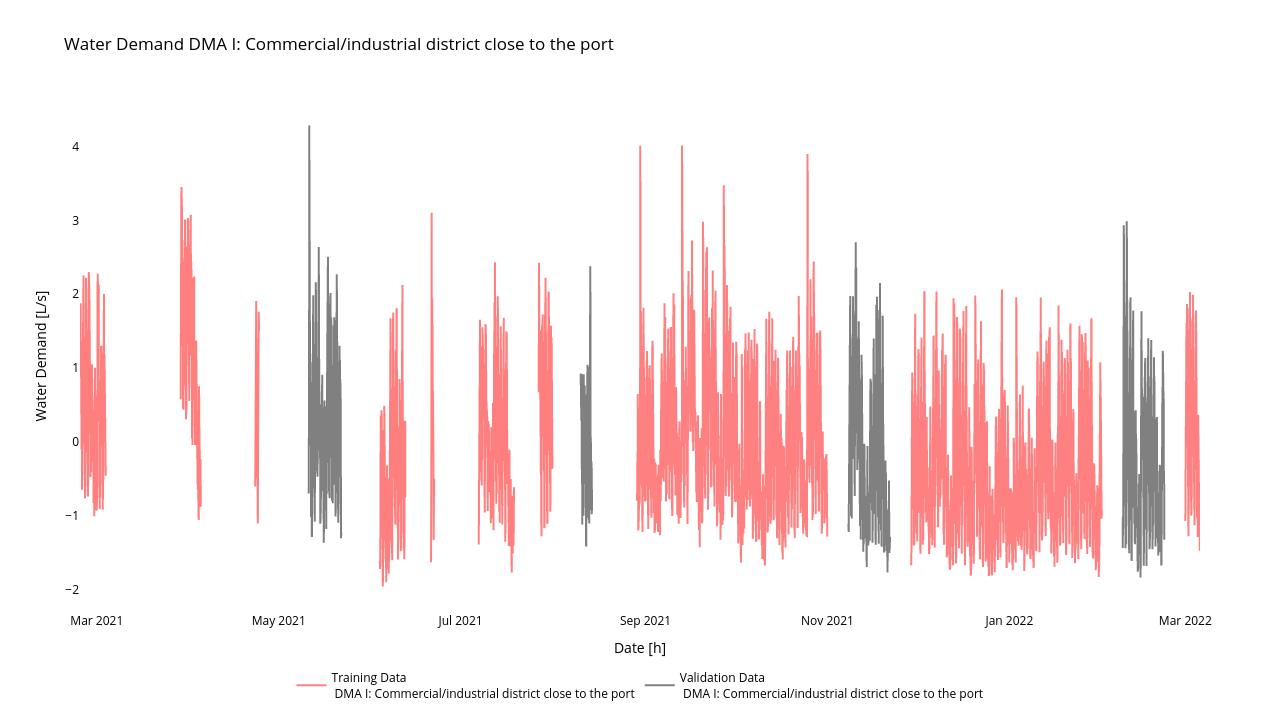 Water Demand DMA I: Commercial/industrial district close to the port
Water Demand [L/s]
4
3
2
1
0
−1
−2
Mar 2021
May 2021
Jul 2021
Sep 2021
Nov 2021
Jan 2022
Mar 2022
Date [h]
Training Data
DMA I: Commercial/industrial district close to the port
Validation Data
DMA I: Commercial/industrial district close to the port